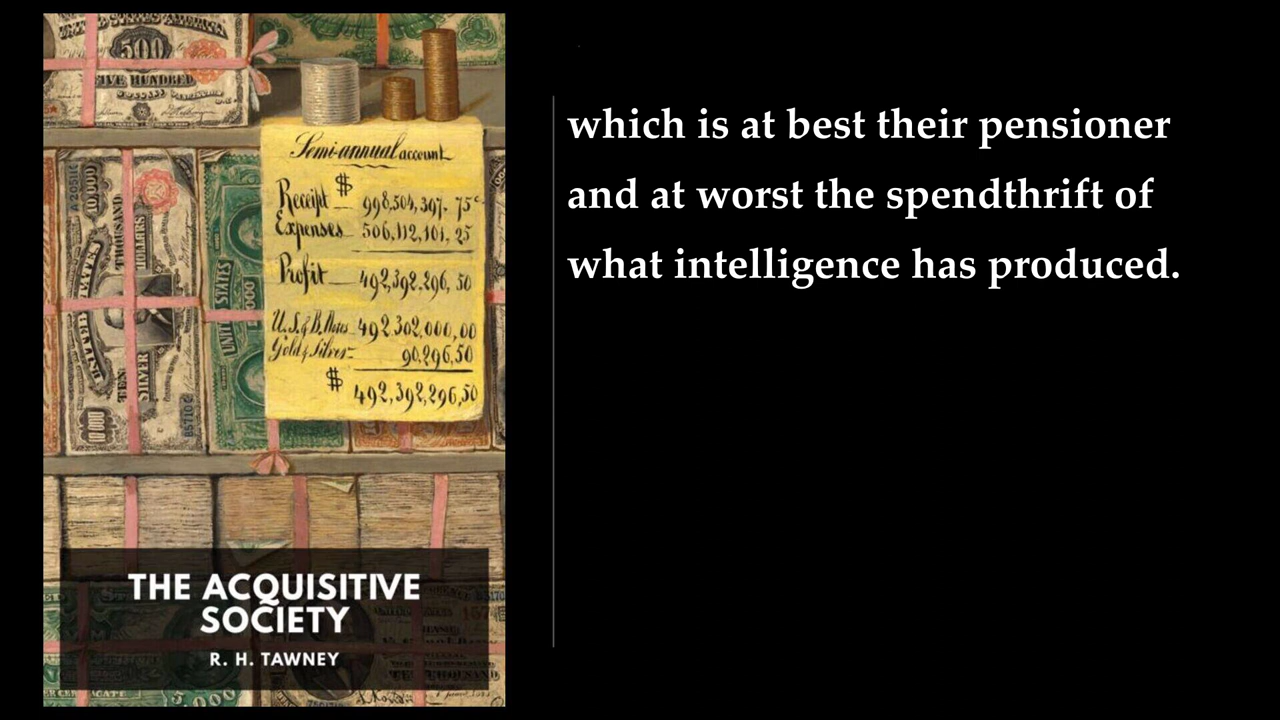 500
FIVE HUNDRED
Semi-annual account
$
Receipt 998,504,397. 75c
Expenses 506,112,101, 25
Profit 492,392,296, 50
U.S.& B. Notes 492.302,000,00
Gold & Silver 90,296,50
$ 492,392,296,50
THE ACQUISITIVE
SOCIETY
R. H. TAWNEY
which is at best their pensioner
and at worst the spendthrift of
what intelligence has produced.